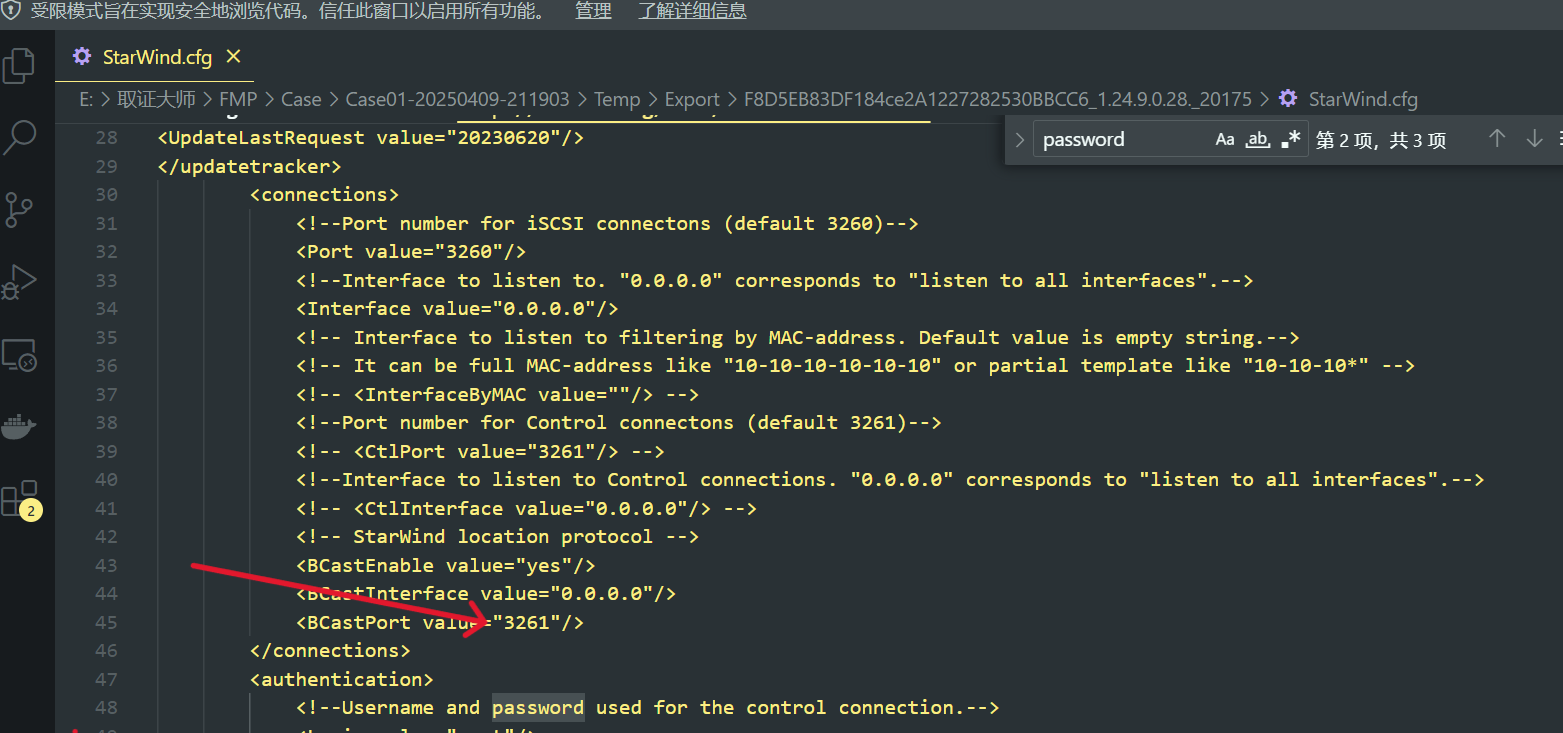 受限模式旨在实现安全地浏览代码。信任此窗口以启用所有功能。 管理 了解详细信息
StarWind.cfg
E: > 取证大师 > FMP > Case > Case01-20250409-211903 > Temp > Export > F8D5EB83DF184ce2A1227282530BBCC6_1.24.9.0.28._20175 > StarWind.cfg
password Aa ab 第 2 项，共 3 项
28 <UpdateLastRequest value="20230620"/>
29 </updatetracker>
30 <connections>
31 <!--Port number for iSCSI connectons (default 3260)-->
32 <Port value="3260"/>
33 <!--Interface to listen to. "0.0.0.0" corresponds to "listen to all interfaces".-->
34 <Interface value="0.0.0.0"/>
35 <!-- Interface to listen to filtering by MAC-address. Default value is empty string.-->
36 <!-- It can be full MAC-address like "10-10-10-10-10-10" or partial template like "10-10-10*" -->
37 <!-- <InterfaceByMAC value=""/> -->
38 <!--Port number for Control connectons (default 3261)-->
39 <!-- <CtlPort value="3261"/> -->
40 <!--Interface to listen to Control connections. "0.0.0.0" corresponds to "listen to all interfaces".-->
41 <!-- <CtlInterface value="0.0.0.0"/> -->
42 <!-- StarWind location protocol -->
43 <BCastEnable value="yes"/>
44 <BCastInterface value="0.0.0.0"/>
45 <BCastPort value="3261"/>
46 </connections>
47 <authentication>
48 <!--Username and password used for the control connection.-->
2